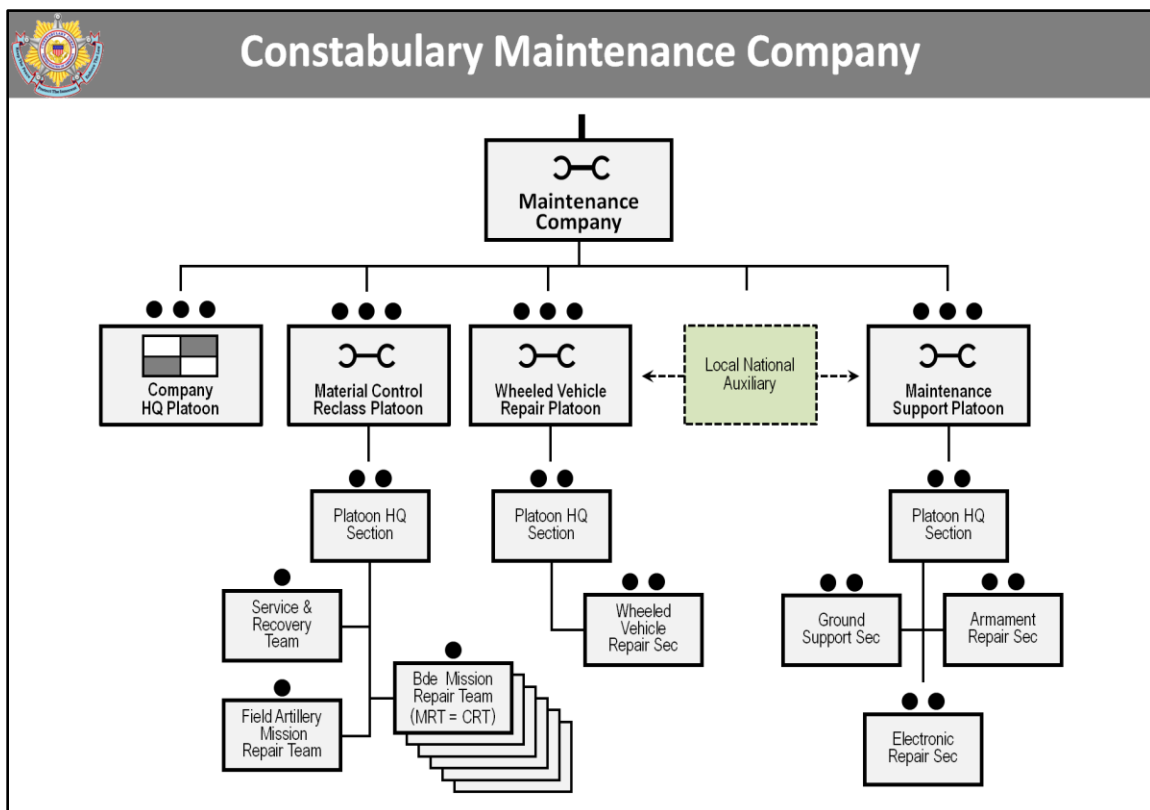 Constabulary Maintenance Company
Maintenance
Company
Company
HQ Platoon
Material Control
Reclass Platoon
Wheeled Vehicle
Repair Platoon
Local National
Auxiliary
Maintenance
Support Platoon
Platoon HQ
Section
Platoon HQ
Section
Platoon HQ
Section
Service &
Recovery
Team
Bde Mission
Repair Team
(MRT = CRT)
Field Artillery
Mission
Repair Team
Wheeled
Vehicle
Repair Sec
Ground
Support Sec
Armament
Repair Sec
Electronic
Repair Sec